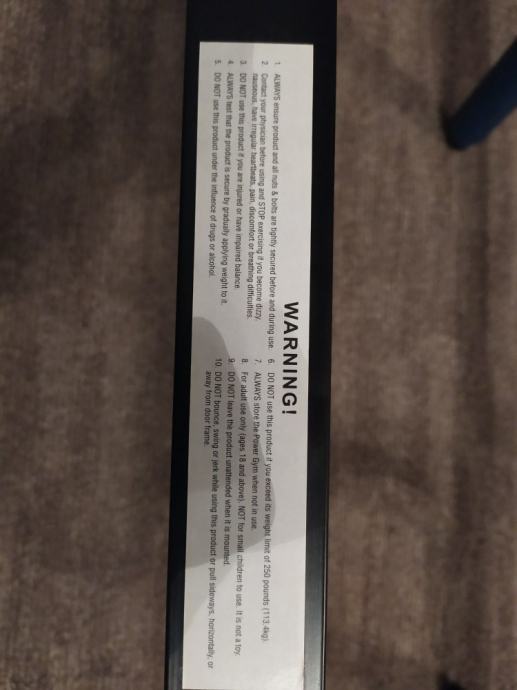 WARNING!
1. ALWAYS ensure product and all nuts & bolts are tightly secured before and during use.
2. Contact your physician before using and STOP exercising if you become dizzy,
nauseous, have irregular heartbeats, pain, discomfort or breathing difficulties.
3. DO NOT use this product if you are injured or have impaired balance.
4. ALWAYS test that the product is secure by gradually applying weight to it.
5. DO NOT use this product under the influence of drugs or alcohol.
6. DO NOT use this product if you exceed its weight limit of 250 pounds (113.4kg).
7. ALWAYS store the Power Gym when not in use.
8. For adult use only (ages 18 and above). NOT for small children to use. It is not a toy.
9. DO NOT leave the product unattended when it is mounted.
10. DO NOT bounce, swing or jerk while using this product or pull sideways, horizontally, or
away from door frame.